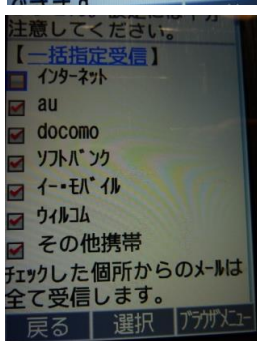 注意してください。
【一括指定受信】
ｲﾝﾀｰﾈｯﾄ
au
docomo
ｿﾌﾄﾊﾞﾝｸ
ｲｰ･ﾓﾊﾞｲﾙ
ｳｨﾙｺﾑ
その他携帯
ﾁｪｯｸした個所からのﾒｰﾙは
全て受信します。
戻る 選択 ﾌﾞﾗｳｻﾞﾒﾆｭｰ